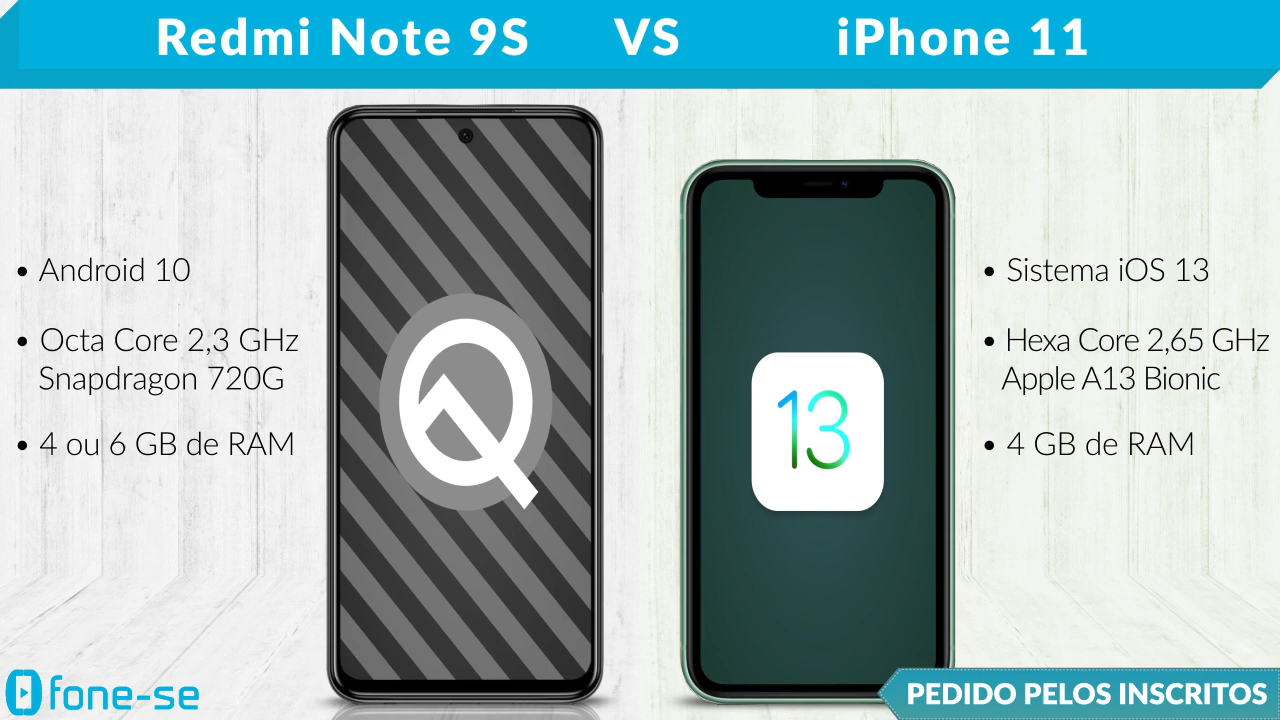 Redmi Note 9S VS iPhone 11
• Android 10
• Octa Core 2,3 GHz
Snapdragon 720G
• 4 ou 6 GB de RAM
Q
13
• Sistema iOS 13
• Hexa Core 2,65 GHz
Apple A13 Bionic
• 4 GB de RAM
fone-se
PEDIDO PELOS INSCRITOS